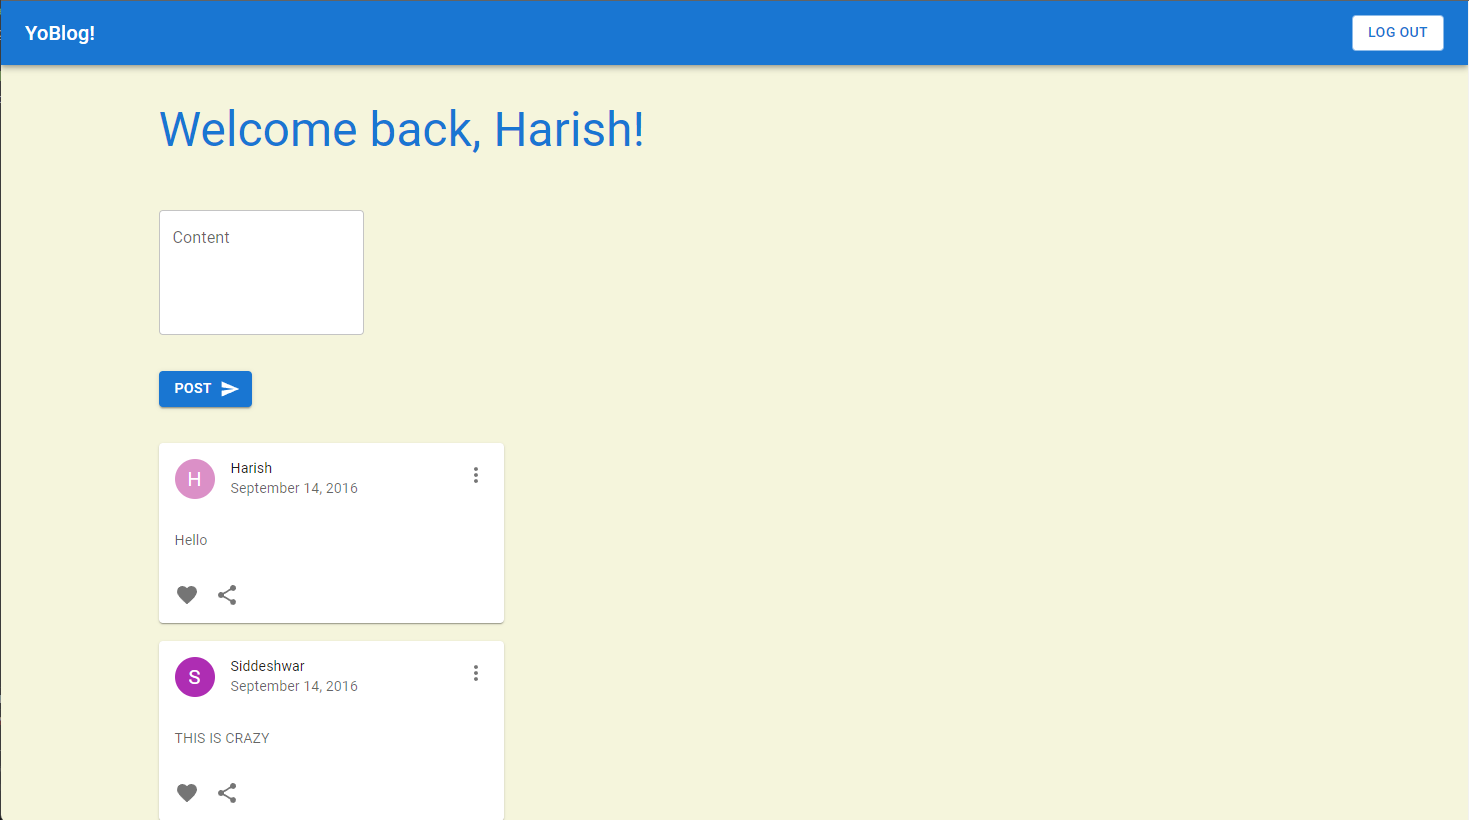 YoBlog!
LOG OUT
Welcome back, Harish!
Content
POST
H
Harish
September 14, 2016
Hello
S
Siddeshwar
September 14, 2016
THIS IS CRAZY